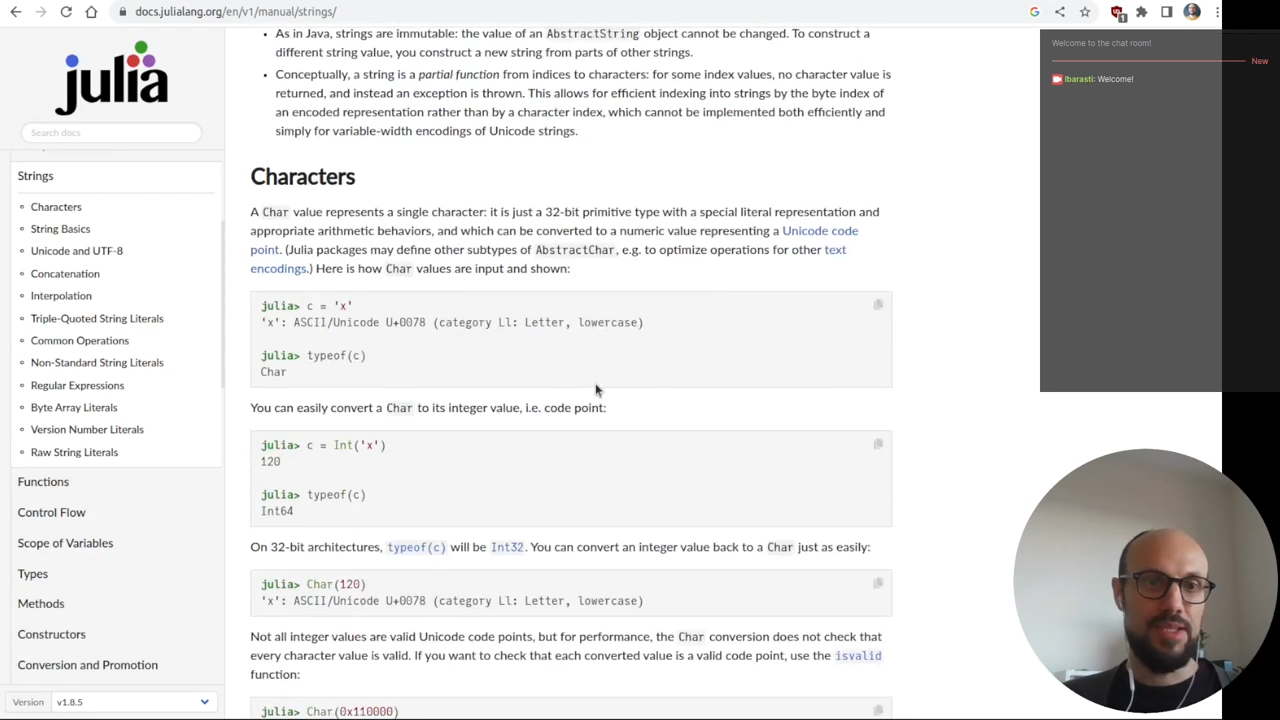 docs.julialang.org/en/v1/manual/strings/
1
julia
Search docs
Strings
Characters
String Basics
Unicode and UTF-8
Concatenation
Interpolation
Triple-Quoted String Literals
Common Operations
Non-Standard String Literals
Regular Expressions
Byte Array Literals
Version Number Literals
Raw String Literals
Functions
Control Flow
Scope of Variables
Types
Methods
Constructors
Conversion and Promotion
Version v1.8.5
As in Java, strings are immutable: the value of an AbstractString object cannot be changed. To construct a
different string value, you construct a new string from parts of other strings.
Conceptually, a string is a partial function from indices to characters: for some index values, no character value is
returned, and instead an exception is thrown. This allows for efficient indexing into strings by the byte index of
an encoded representation rather than by a character index, which cannot be implemented both efficiently and
simply for variable-width encodings of Unicode strings.
Characters
A Char value represents a single character: it is just a 32-bit primitive type with a special literal representation and
appropriate arithmetic behaviors, and which can be converted to a numeric value representing a Unicode code
point. (Julia packages may define other subtypes of AbstractChar, e.g. to optimize operations for other text
encodings.) Here is how Char values are input and shown:
julia> c = 'x'
'x': ASCII/Unicode U+0078 (category Ll: Letter, lowercase)
julia> typeof(c)
Char
You can easily convert a Char to its integer value, i.e. code point:
julia> c = Int('x')
120
julia> typeof(c)
Int64
On 32-bit architectures, typeof(c) will be Int32. You can convert an integer value back to a Char just as easily:
julia> Char(120)
'x': ASCII/Unicode U+0078 (category Ll: Letter, lowercase)
Not all integer values are valid Unicode code points, but for performance, the Char conversion does not check that
every character value is valid. If you want to check that each converted value is a valid code point, use the isvalid
function:
julia> Char(0x110000)
Welcome to the chat room!
New
lbarasti: Welcome!